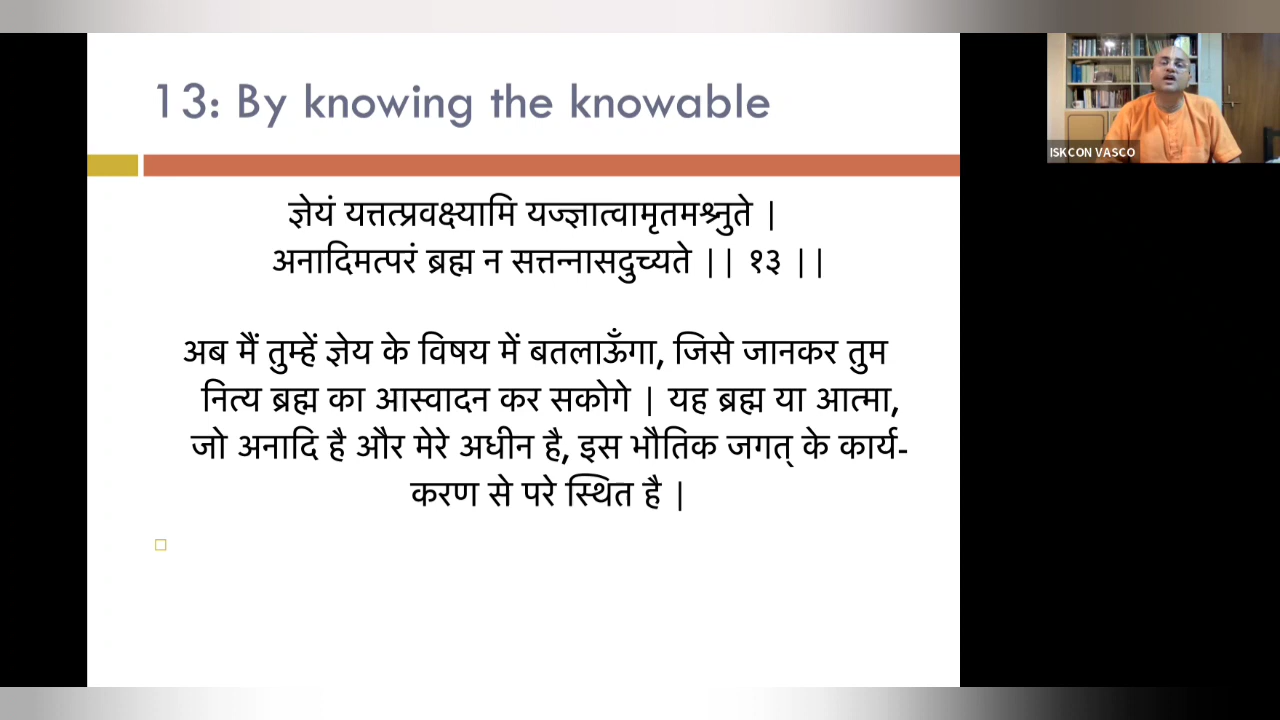 13: By knowing the knowable
ज्ञेयं यत्तत्प्रवक्ष्यामि यज्ज्ञात्वामृतमश्र्नुते |
अनादिमत्परं ब्रह्म न सत्तन्नासदुच्यते || १३ ||
अब मैं तुम्हें ज्ञेय के विषय में बतलाऊँगा, जिसे जानकर तुम
नित्य ब्रह्म का आस्वादन कर सकोगे | यह ब्रह्म या आत्मा,
जो अनादि है और मेरे अधीन है, इस भौतिक जगत् के कार्य-
करण से परे स्थित है |
ISKCON VASCO